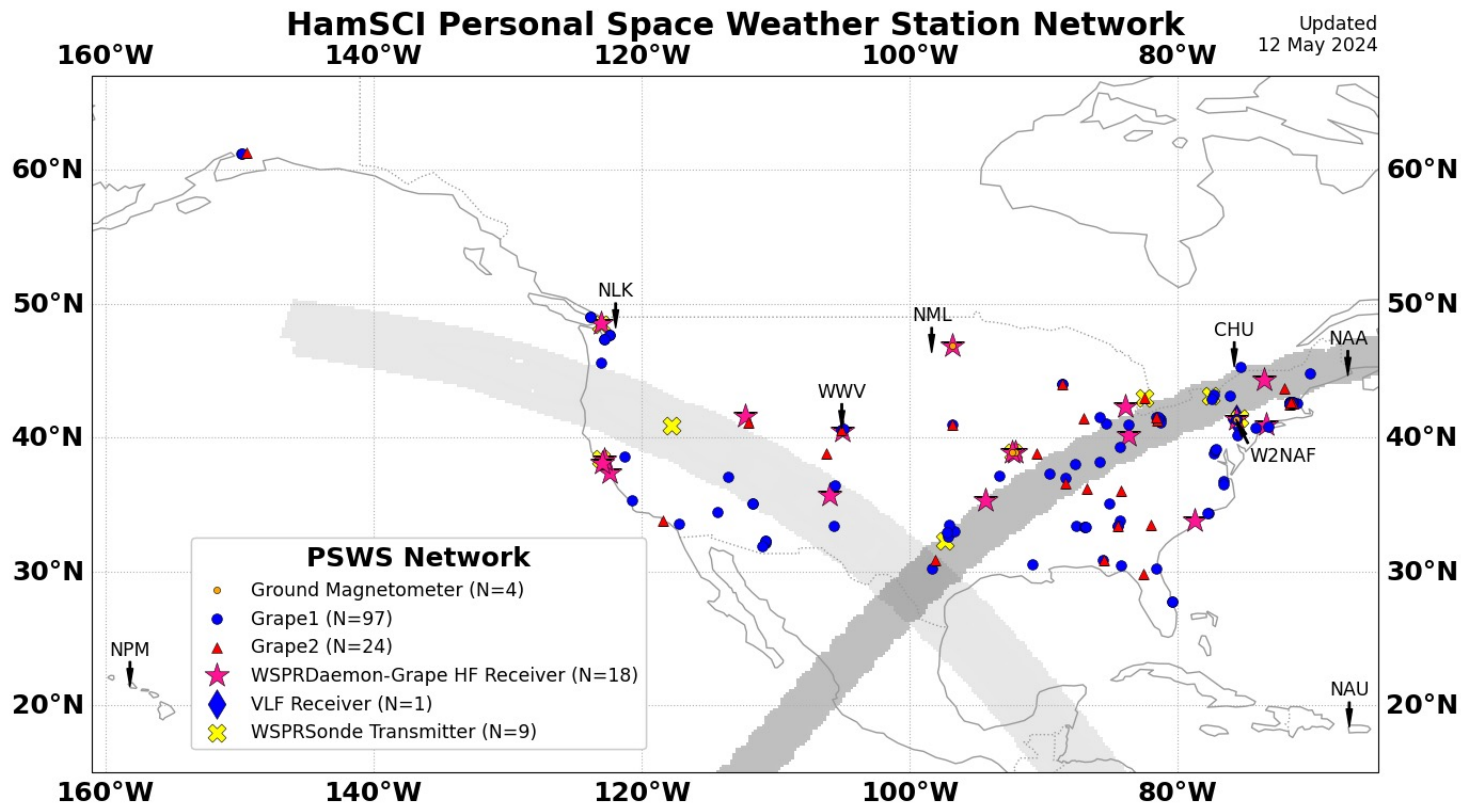 HamSCI Personal Space Weather Station Network
Updated
12 May 2024
160°W 140°W 120°W 100°W 80°W
60°N 60°N
50°N 50°N
NLK
NML
CHU
NAA
WWV
40°N 40°N
W2NAF
PSWS Network
Ground Magnetometer (N=4)
Grape1 (N=97)
Grape2 (N=24)
WSPRDaemon-Grape HF Receiver (N=18)
VLF Receiver (N=1)
WSPRSonde Transmitter (N=9)
30°N 30°N
NPM
NAU
20°N 20°N
160°W 140°W 120°W 100°W 80°W